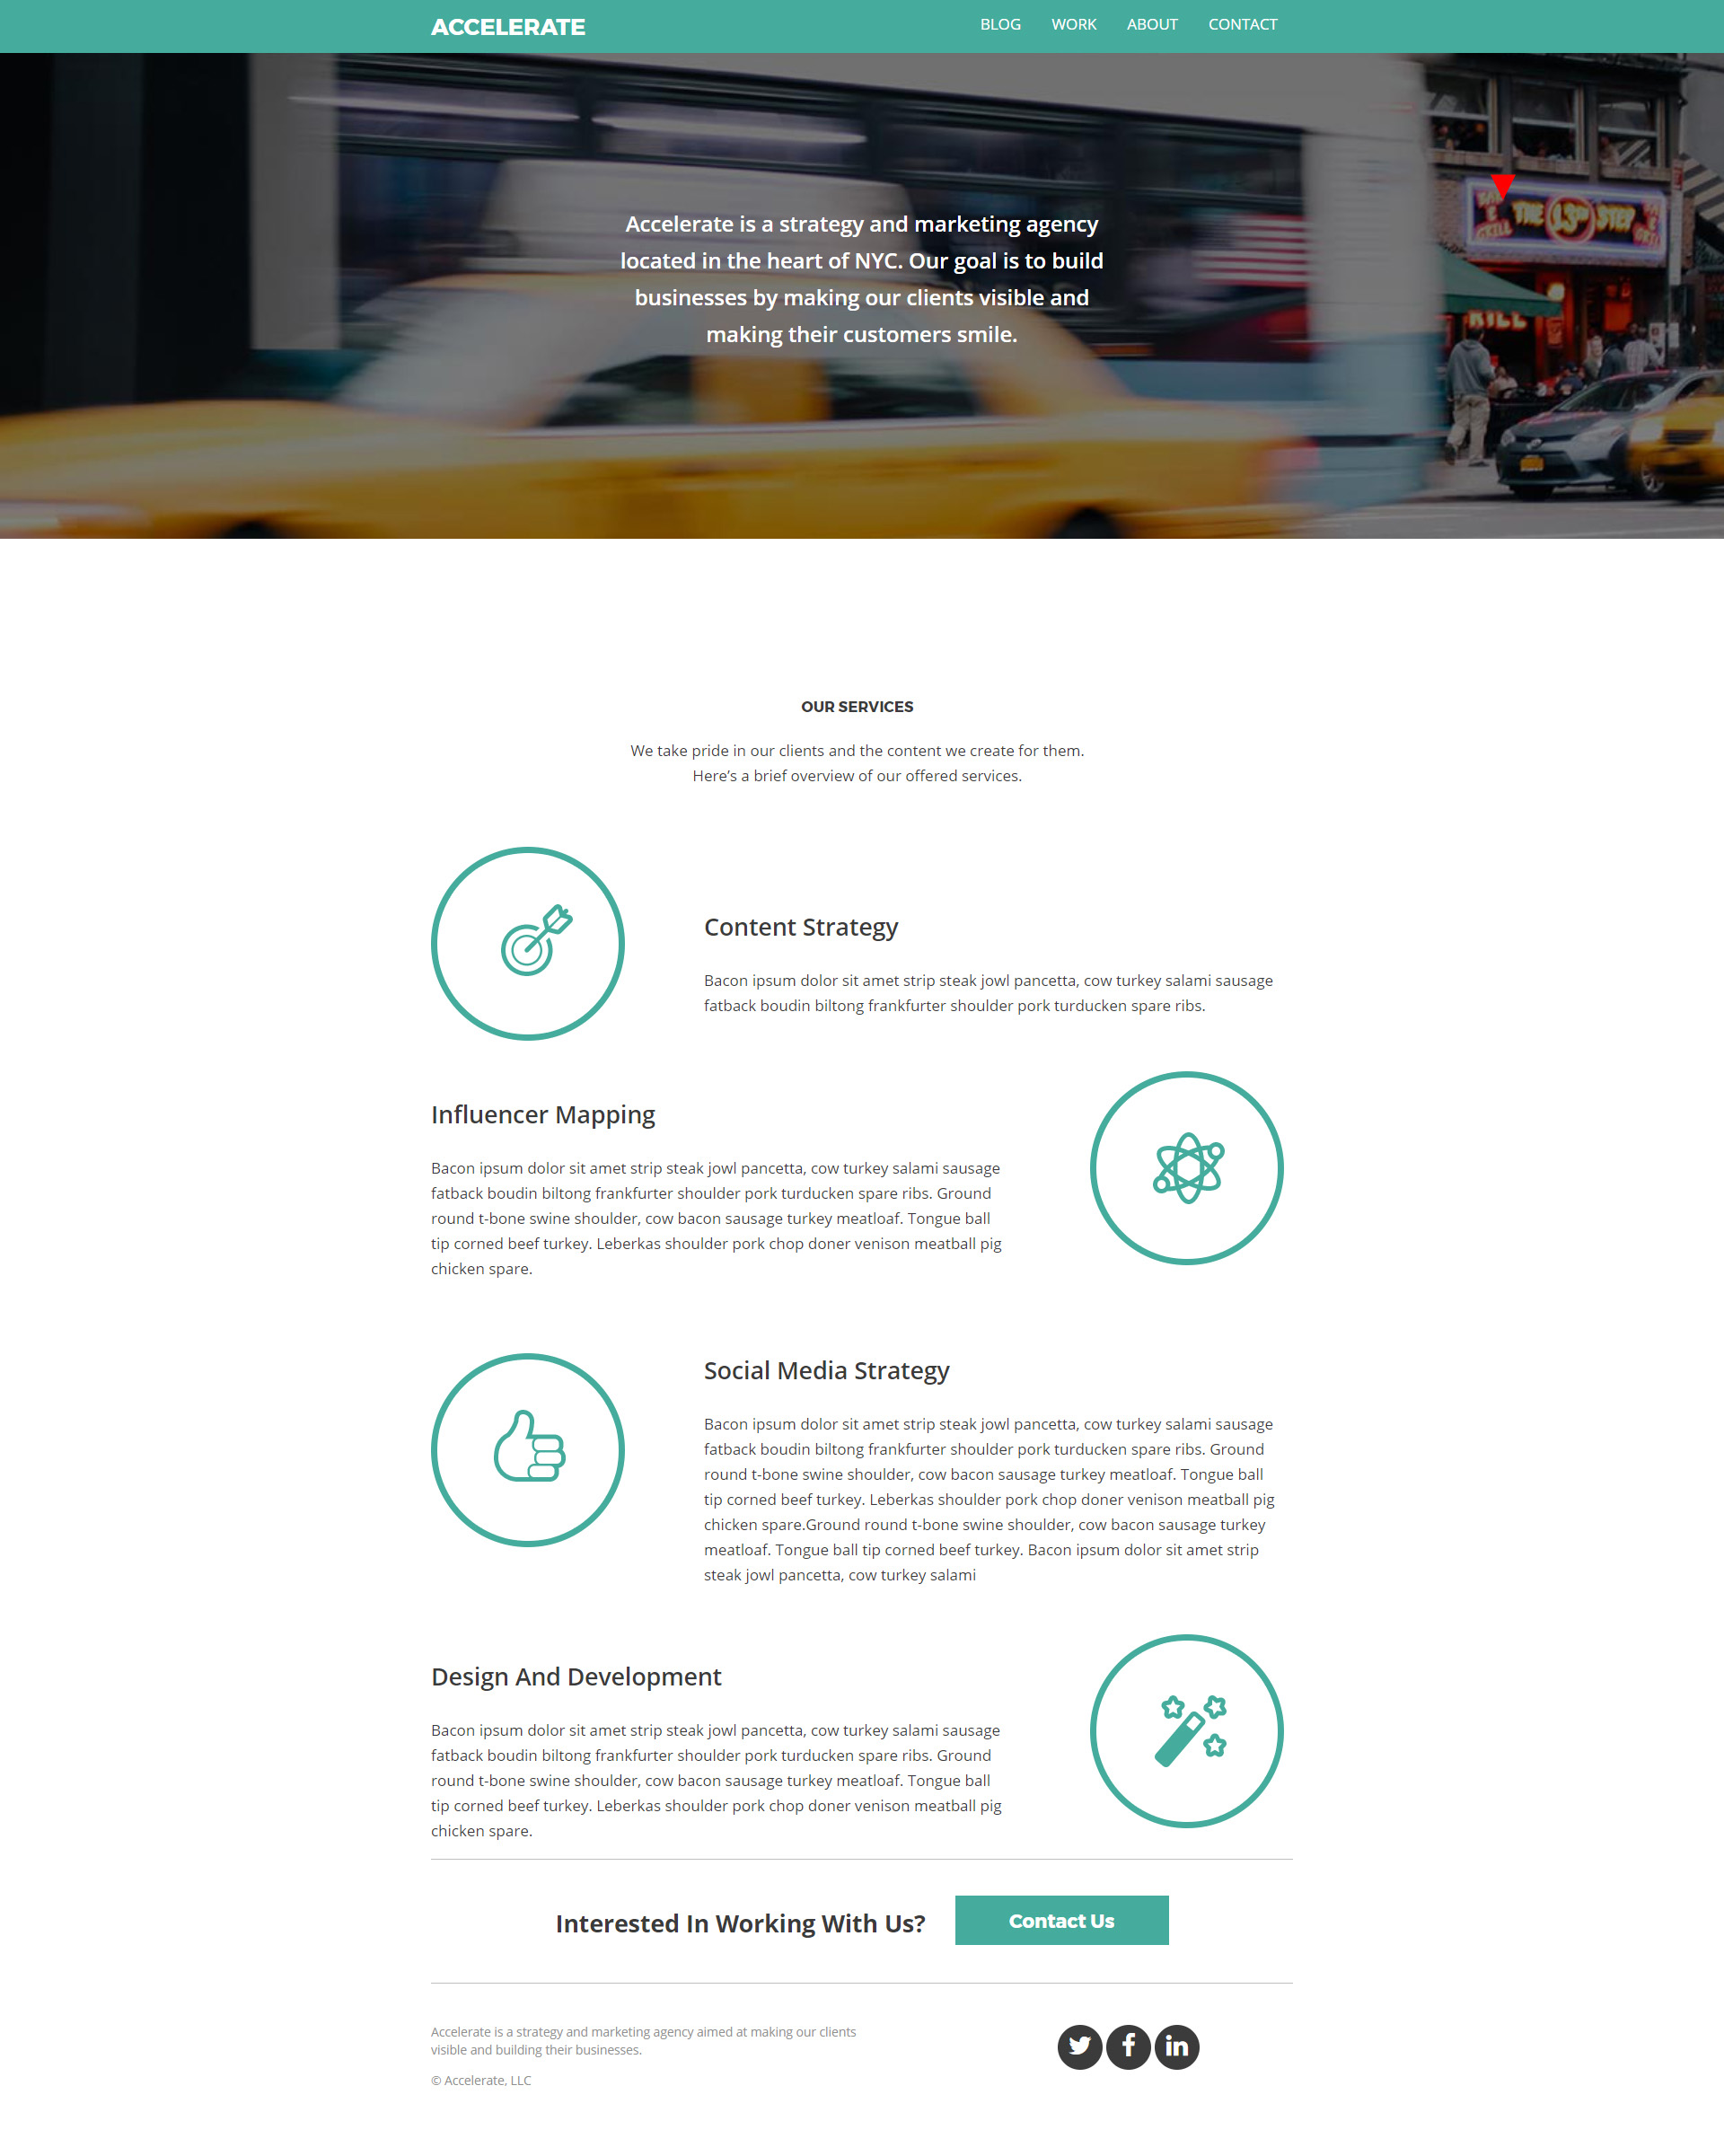 ACCELERATE
BLOG WORK ABOUT CONTACT
Accelerate is a strategy and marketing agency
located in the heart of NYC. Our goal is to build
businesses by making our clients visible and
making their customers smile.
THE 13th STEP
GRILL
OUR SERVICES
We take pride in our clients and the content we create for them.
Here’s a brief overview of our offered services.
Content Strategy
Bacon ipsum dolor sit amet strip steak jowl pancetta, cow turkey salami sausage
fatback boudin biltong frankfurter shoulder pork turducken spare ribs.
Influencer Mapping
Bacon ipsum dolor sit amet strip steak jowl pancetta, cow turkey salami sausage
fatback boudin biltong frankfurter shoulder pork turducken spare ribs. Ground
round t-bone swine shoulder, cow bacon sausage turkey meatloaf. Tongue ball
tip corned beef turkey. Leberkas shoulder pork chop doner venison meatball pig
chicken spare.
Social Media Strategy
Bacon ipsum dolor sit amet strip steak jowl pancetta, cow turkey salami sausage
fatback boudin biltong frankfurter shoulder pork turducken spare ribs. Ground
round t-bone swine shoulder, cow bacon sausage turkey meatloaf. Tongue ball
tip corned beef turkey. Leberkas shoulder pork chop doner venison meatball pig
chicken spare.Ground round t-bone swine shoulder, cow bacon sausage turkey
meatloaf. Tongue ball tip corned beef turkey. Bacon ipsum dolor sit amet strip
steak jowl pancetta, cow turkey salami
Design And Development
Bacon ipsum dolor sit amet strip steak jowl pancetta, cow turkey salami sausage
fatback boudin biltong frankfurter shoulder pork turducken spare ribs. Ground
round t-bone swine shoulder, cow bacon sausage turkey meatloaf. Tongue ball
tip corned beef turkey. Leberkas shoulder pork chop doner venison meatball pig
chicken spare.
Interested In Working With Us?
Contact Us
Accelerate is a strategy and marketing agency aimed at making our clients
visible and building their businesses.
© Accelerate, LLC